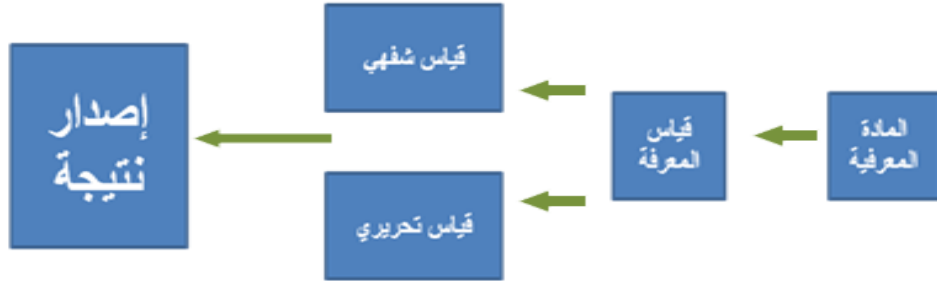 المادة
المعرفية
قياس
المعرفة
قياس شفهي
قياس تحريري
إصدار
نتيجة